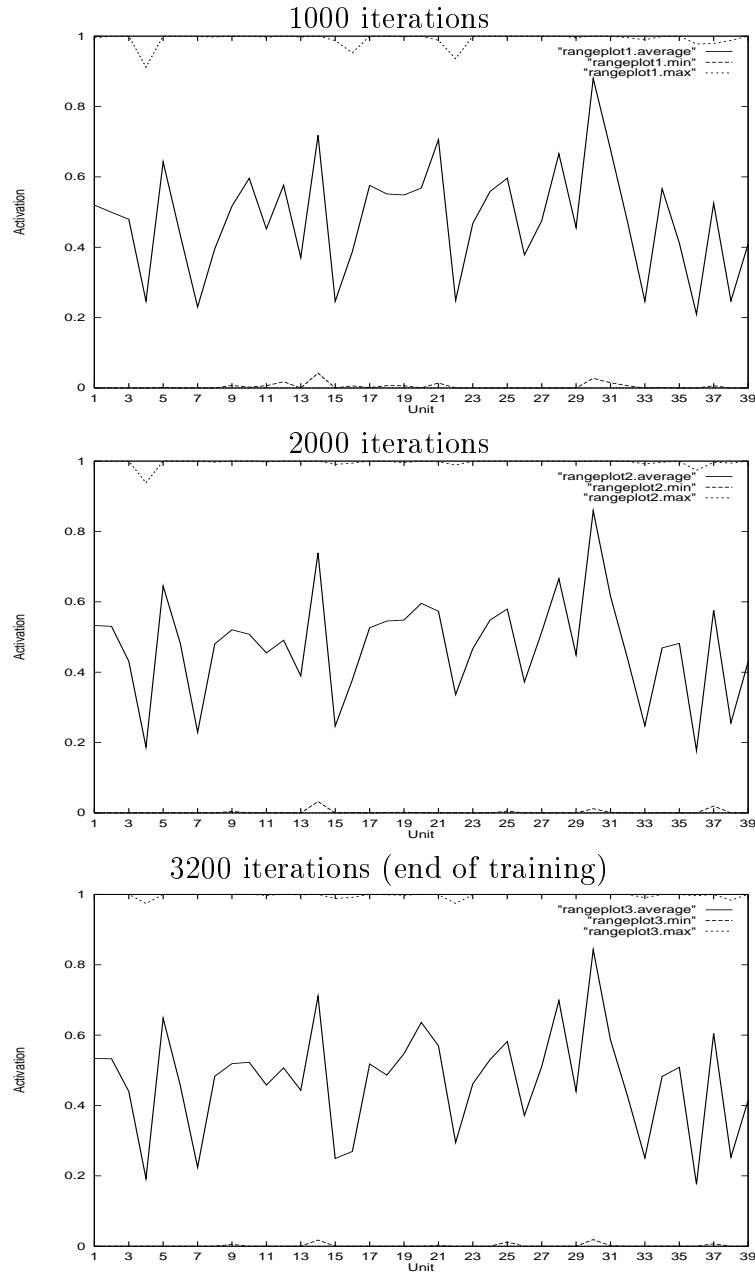 1000 iterations
1
0.8
0.6
0.4
0.2
0
Activation
"rangeplot1.average"
"rangeplot1.min"
"rangeplot1.max"
1 3 5 7 9 11 13 15 17 19 21 23 25 27 29 31 33 35 37 39
Unit
2000 iterations
1
0.8
0.6
0.4
0.2
0
Activation
"rangeplot2.average"
"rangeplot2.min"
"rangeplot2.max"
1 3 5 7 9 11 13 15 17 19 21 23 25 27 29 31 33 35 37 39
Unit
3200 iterations (end of training)
1
0.8
0.6
0.4
0.2
0
Activation
"rangeplot3.average"
"rangeplot3.min"
"rangeplot3.max"
1 3 5 7 9 11 13 15 17 19 21 23 25 27 29 31 33 35 37 39
Unit